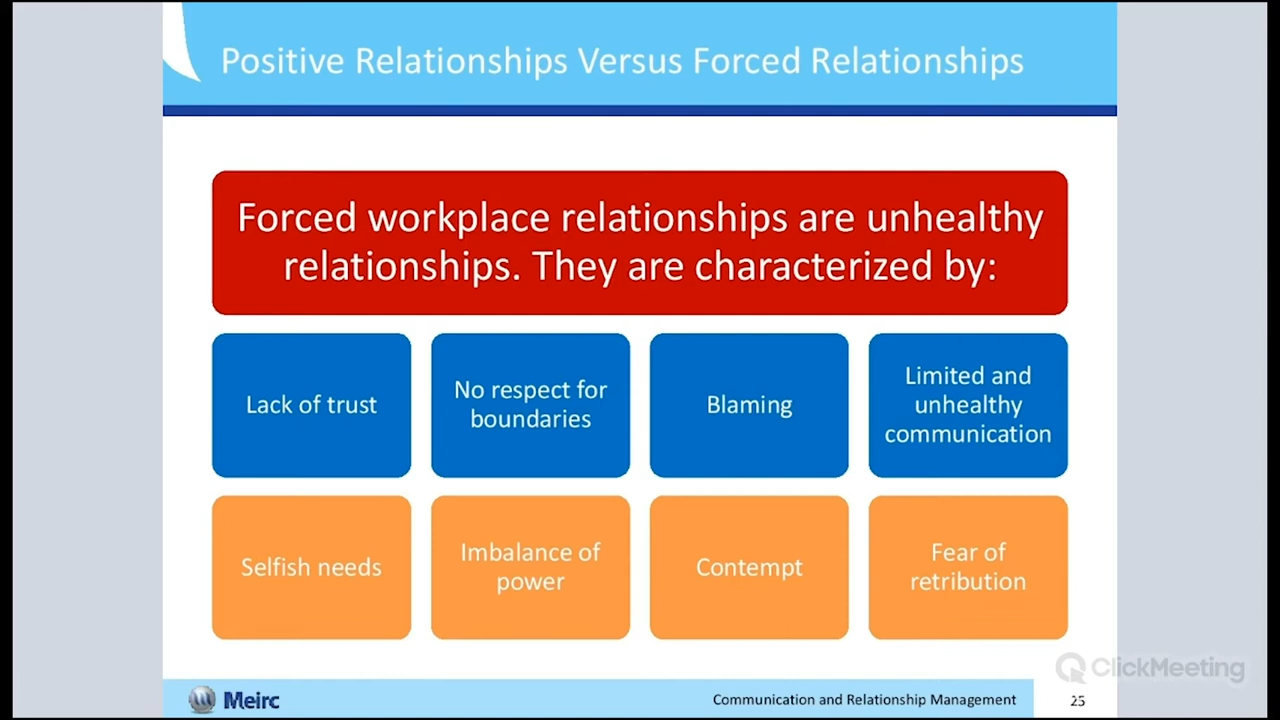 Positive Relationships Versus Forced Relationships
Forced workplace relationships are unhealthy
relationships. They are characterized by:
Lack of trust
No respect for
boundaries
Blaming
Limited and
unhealthy
communication
Selfish needs
Imbalance of
power
Contempt
Fear of
retribution
ClickMeeting
Meirc
Communication and Relationship Management
25